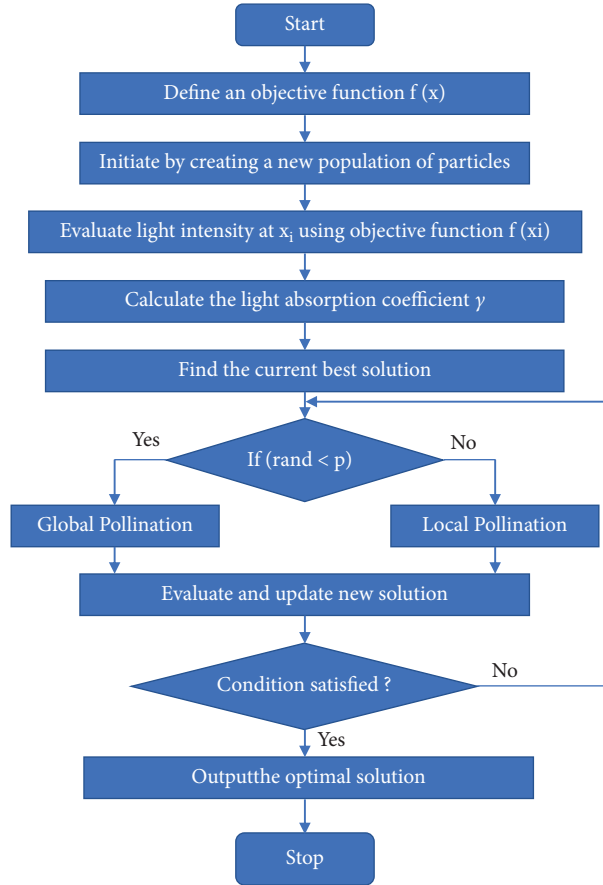 Start
Define an objective function f (x)
Initiate by creating a new population of particles
Evaluate light intensity at xᵢ using objective function f (xi)
Calculate the light absorption coefficient γ
Find the current best solution
Yes
If (rand < p)
No
Global Pollination
Local Pollination
Evaluate and update new solution
Condition satisfied ?
No
Yes
Outputthe optimal solution
Stop